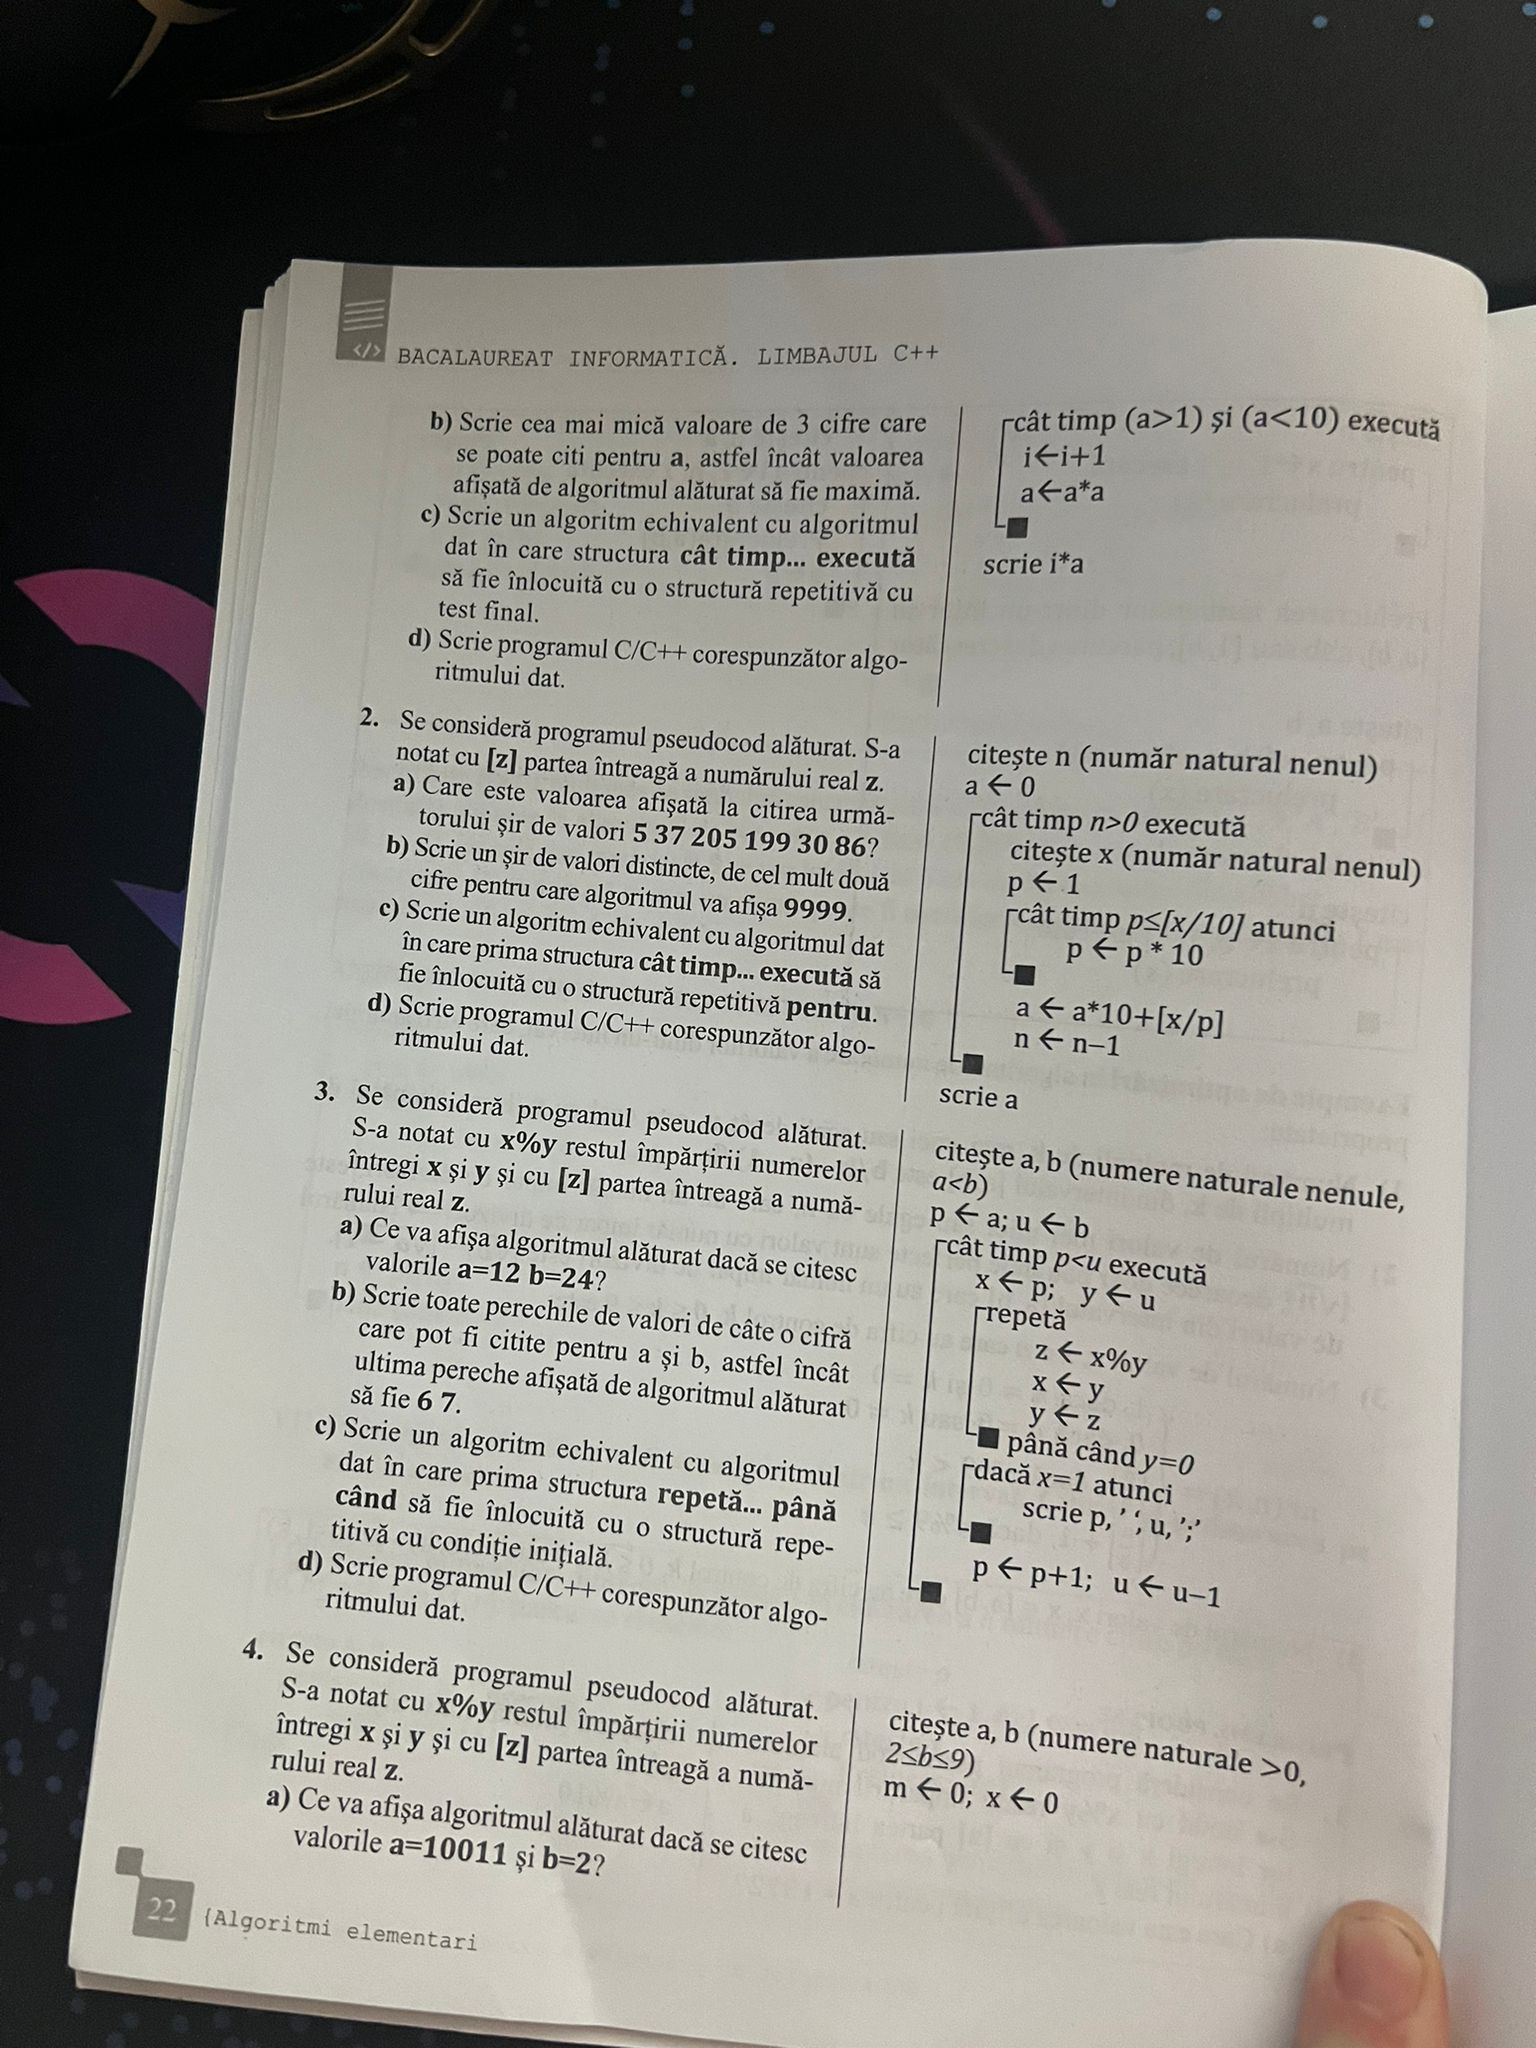 </> BACALAUREAT INFORMATICĂ. LIMBAJUL C++
b) Scrie cea mai mică valoare de 3 cifre care
se poate citi pentru a, astfel încât valoarea
afişată de algoritmul alăturat să fie maximă.
c) Scrie un algoritm echivalent cu algoritmul
dat în care structura cât timp... execută
să fie înlocuită cu o structură repetitivă cu
test final.
d) Scrie programul C/C++ corespunzător algo-
ritmului dat.
cât timp (a>1) şi (a<10) execută
i←i+1
a←a*a
scrie i*a
2. Se consideră programul pseudocod alăturat. S-a
notat cu [z] partea întreagă a numărului real z.
a) Care este valoarea afişată la citirea urmă-
torului şir de valori 5 37 205 199 30 86?
b) Scrie un şir de valori distincte, de cel mult două
cifre pentru care algoritmul va afişa 9999.
c) Scrie un algoritm echivalent cu algoritmul dat
în care prima structura cât timp... execută să
fie înlocuită cu o structură repetitivă pentru.
d) Scrie programul C/C++ corespunzător algo-
ritmului dat.
citeşte n (număr natural nenul)
a ← 0
cât timp n>0 execută
citeşte x (număr natural nenul)
p ← 1
cât timp p≤[x/10] atunci
p ← p * 10
a ← a*10+[x/p]
n ← n–1
scrie a
3. Se consideră programul pseudocod alăturat.
S-a notat cu x%y restul împărţirii numerelor
întregi x şi y şi cu [z] partea întreagă a numă-
rului real z.
a) Ce va afişa algoritmul alăturat dacă se citesc
valorile a=12 b=24?
b) Scrie toate perechile de valori de câte o cifră
care pot fi citite pentru a şi b, astfel încât
ultima pereche afişată de algoritmul alăturat
să fie 6 7.
c) Scrie un algoritm echivalent cu algoritmul
dat în care prima structura repetă... până
când să fie înlocuită cu o structură repe-
titivă cu condiţie iniţială.
d) Scrie programul C/C++ corespunzător algo-
ritmului dat.
citeşte a, b (numere naturale nenule,
a<b)
p ← a; u ← b
cât timp p<u execută
x ← p; y ← u
repetă
z ← x%y
x ← y
y ← z
până când y=0
dacă x=1 atunci
scrie p, ’ ‘, u, ’;’
p ← p+1; u ← u–1
4. Se consideră programul pseudocod alăturat.
S-a notat cu x%y restul împărţirii numerelor
întregi x şi y şi cu [z] partea întreagă a numă-
rului real z.
a) Ce va afişa algoritmul alăturat dacă se citesc
valorile a=10011 şi b=2?
citeşte a, b (numere naturale >0,
2≤b≤9)
m ← 0; x ← 0
22 {Algoritmi elementari